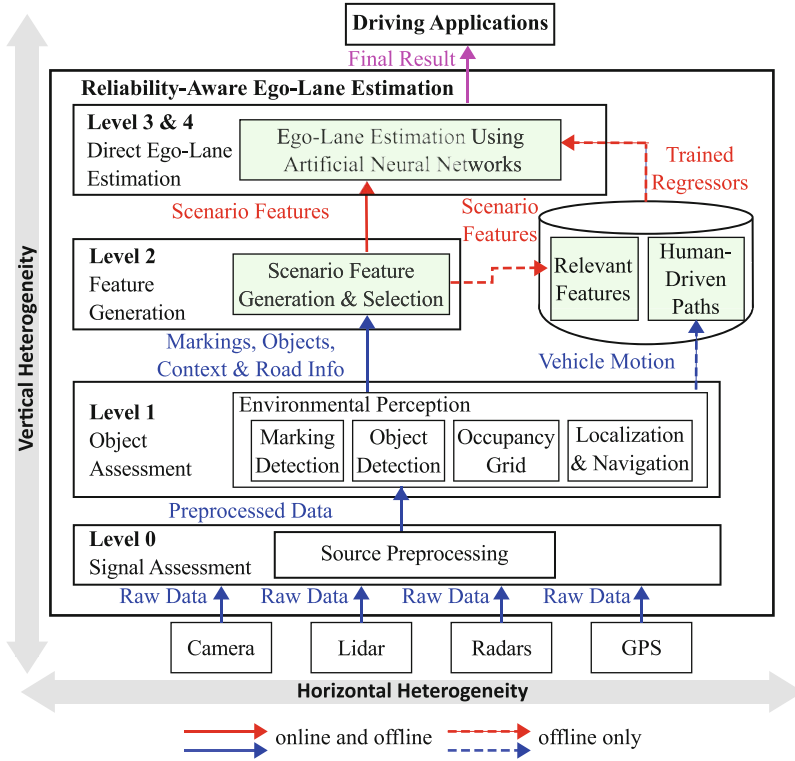 Driving Applications
Final Result
Reliability-Aware Ego-Lane Estimation
Level 3 & 4
Direct Ego-Lane
Estimation
Ego-Lane Estimation Using
Artificial Neural Networks
Trained
Regressors
Scenario Features
Scenario
Features
Level 2
Feature
Generation
Scenario Feature
Generation & Selection
Relevant
Features
Human-
Driven
Paths
Markings, Objects,
Context & Road Info
Vehicle Motion
Level 1
Object
Assessment
Environmental Perception
Marking
Detection
Object
Detection
Occupancy
Grid
Localization
& Navigation
Preprocessed Data
Level 0
Signal Assessment
Source Preprocessing
Raw Data
Raw Data
Raw Data
Raw Data
Camera
Lidar
Radars
GPS
Vertical Heterogeneity
Horizontal Heterogeneity
online and offline
offline only